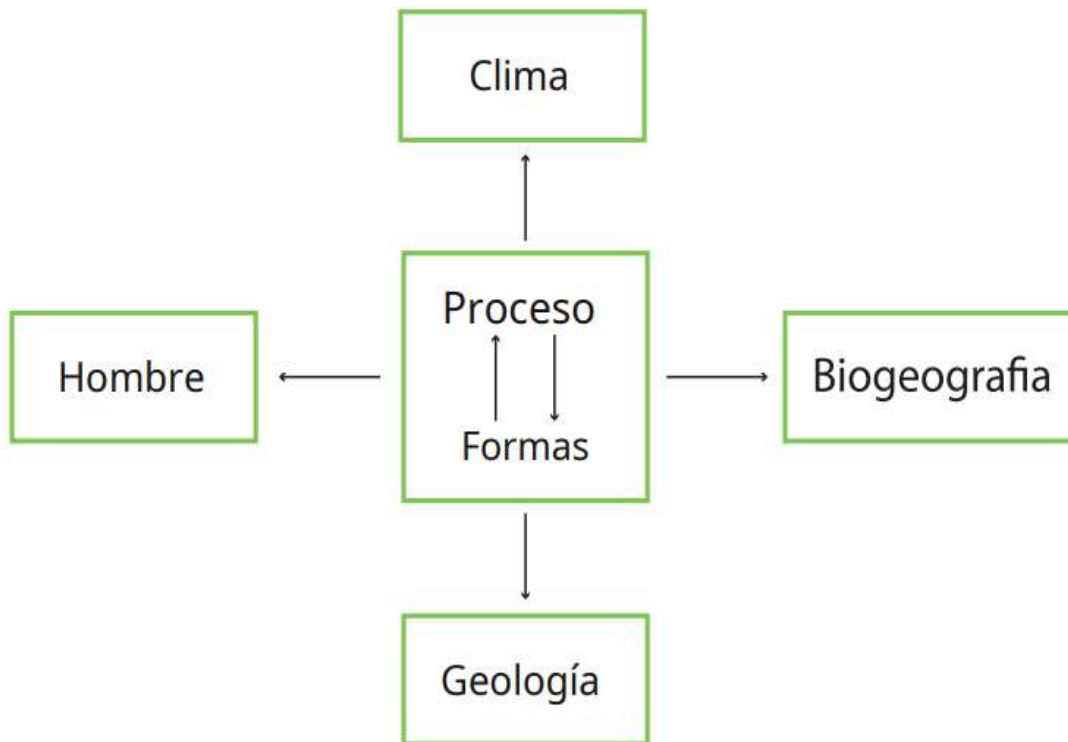 Clima
Proceso
Hombre
Biogeografia
Formas
Geología